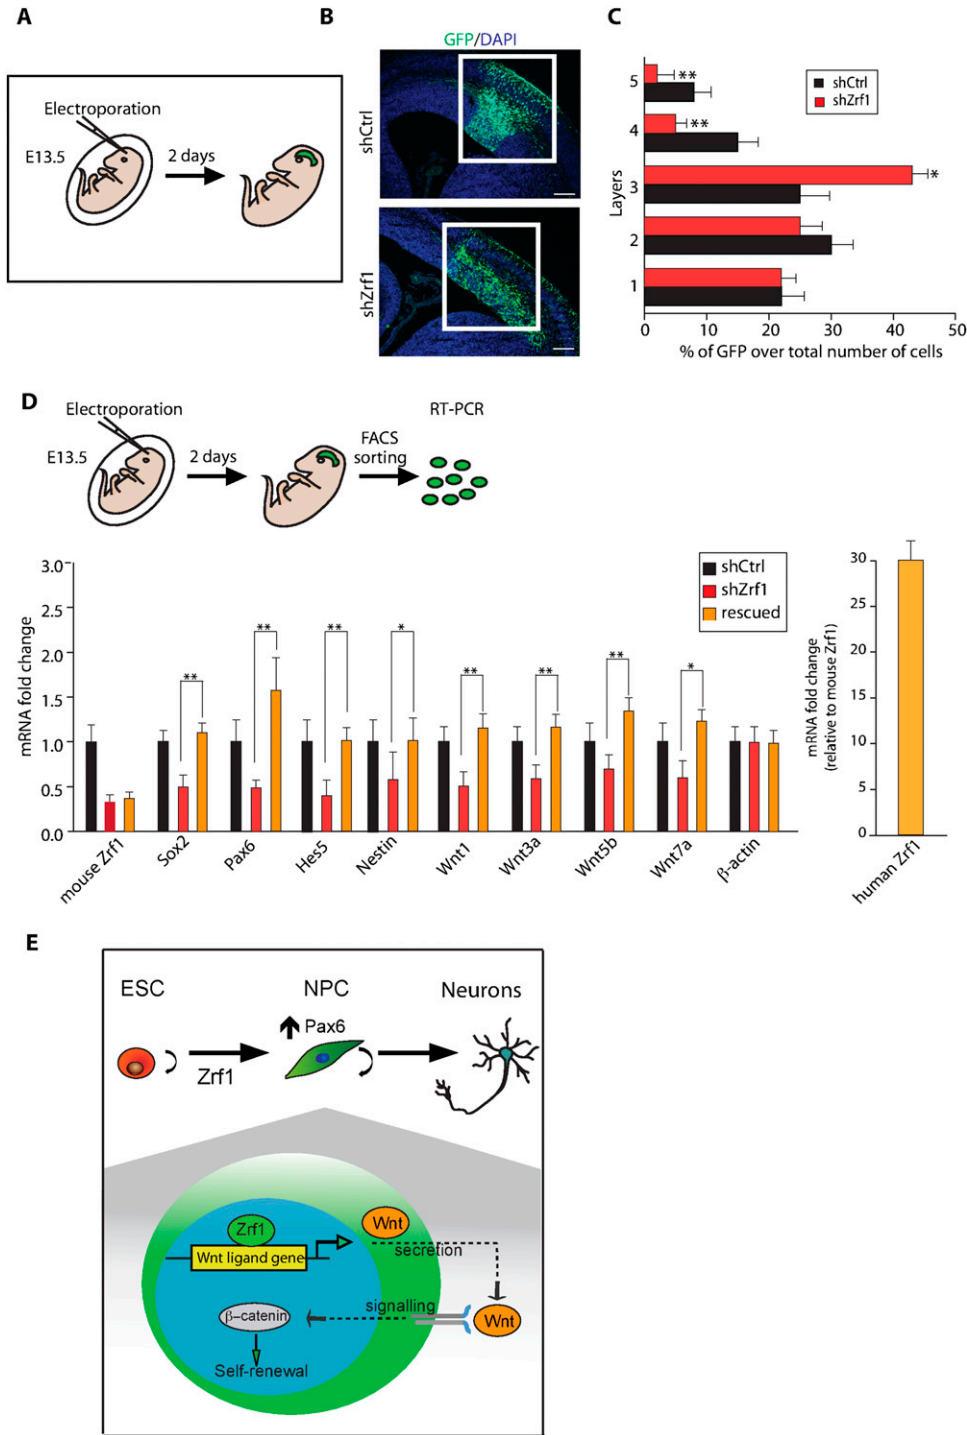 A
Electroporation
E13.5
2 days
B
GFP/DAPI
shCtrl
shZrf1
C
shCtrl
shZrf1
5
**
4
**
3
*
2
1
Layers
0
10
20
30
40
50
% of GFP over total number of cells
D
Electroporation
E13.5
2 days
FACS
sorting
RT-PCR
shCtrl
shZrf1
rescued
mRNA fold change
3.0
2.5
2.0
1.5
1.0
0.5
0.0
**
**
**
*
**
**
**
*
mouse Zrf1
Sox2
Pax6
Hes5
Nestin
Wnt1
Wnt3a
Wnt5b
Wnt7a
β-actin
mRNA fold change
(relative to mouse Zrf1)
30
25
20
15
10
5
0
human Zrf1
E
ESC
NPC
Neurons
Pax6
Zrf1
Zrf1
Wnt ligand gene
Wnt
secretion
signalling
Wnt
β-catenin
Self-renewal